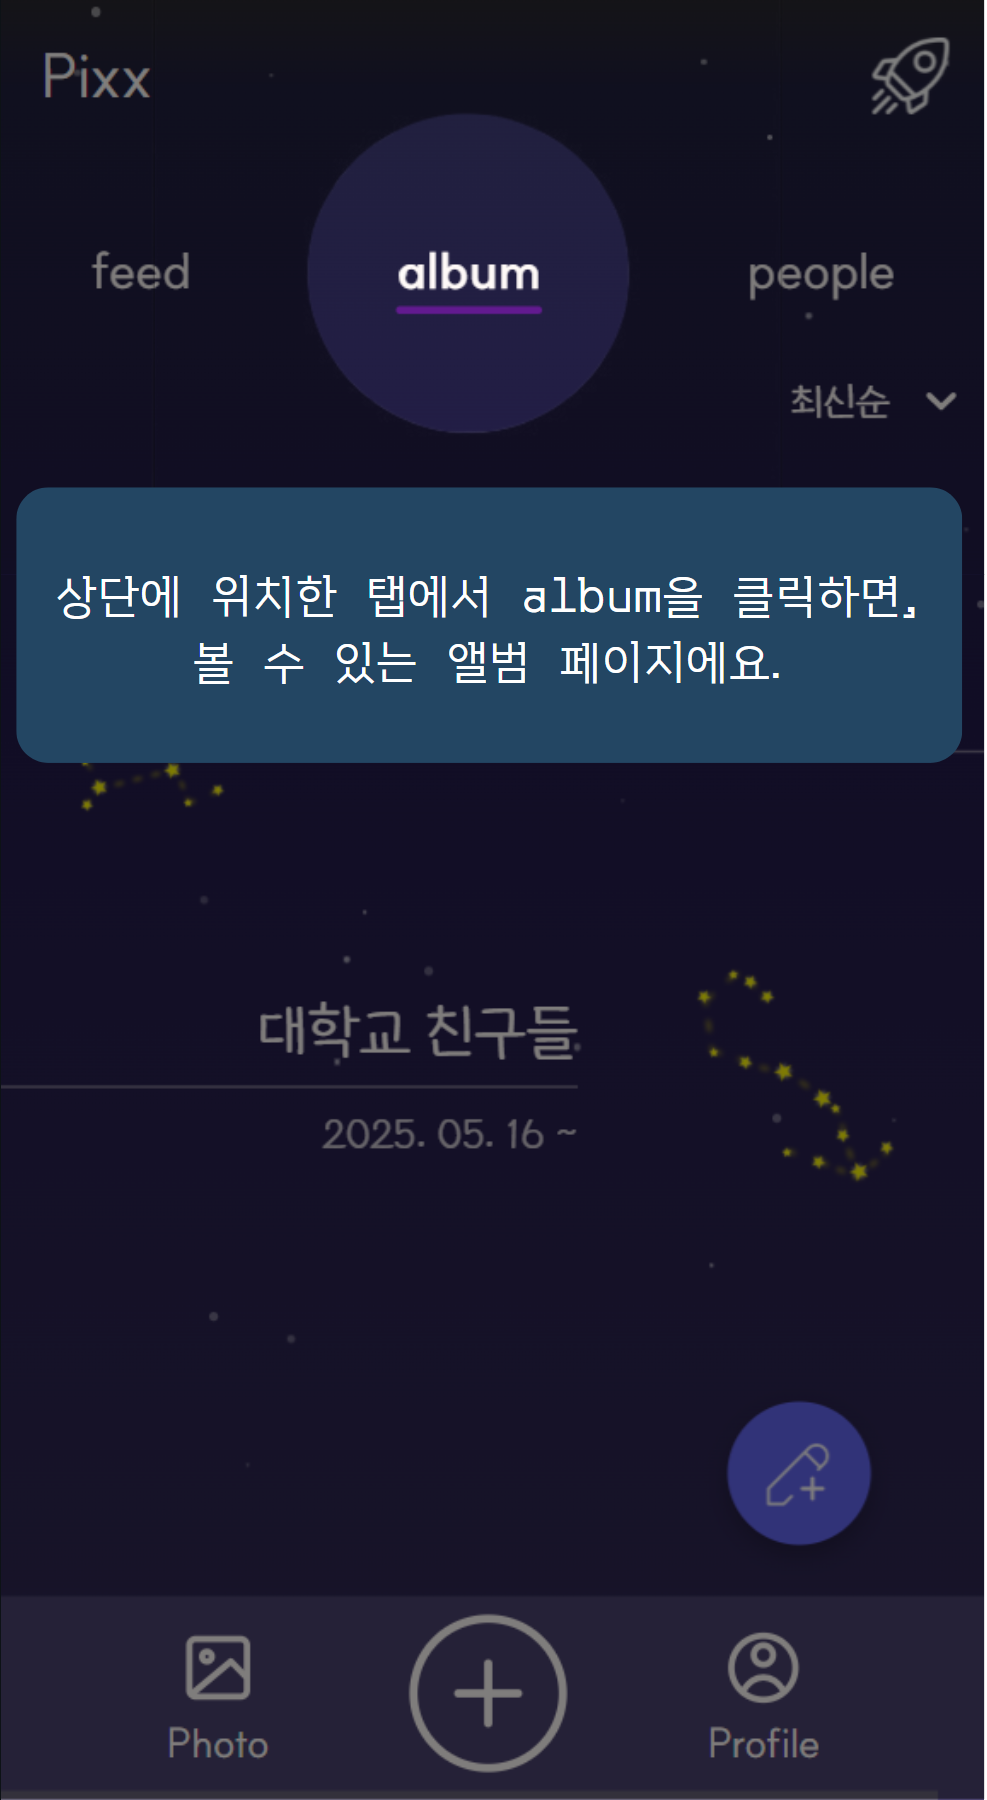 Pixx
feed album people
최신순
상단에 위치한 탭에서 album을 클릭하면,
볼 수 있는 앨범 페이지에요.
대학교 친구들
2025. 05. 16 ~
Photo Profile